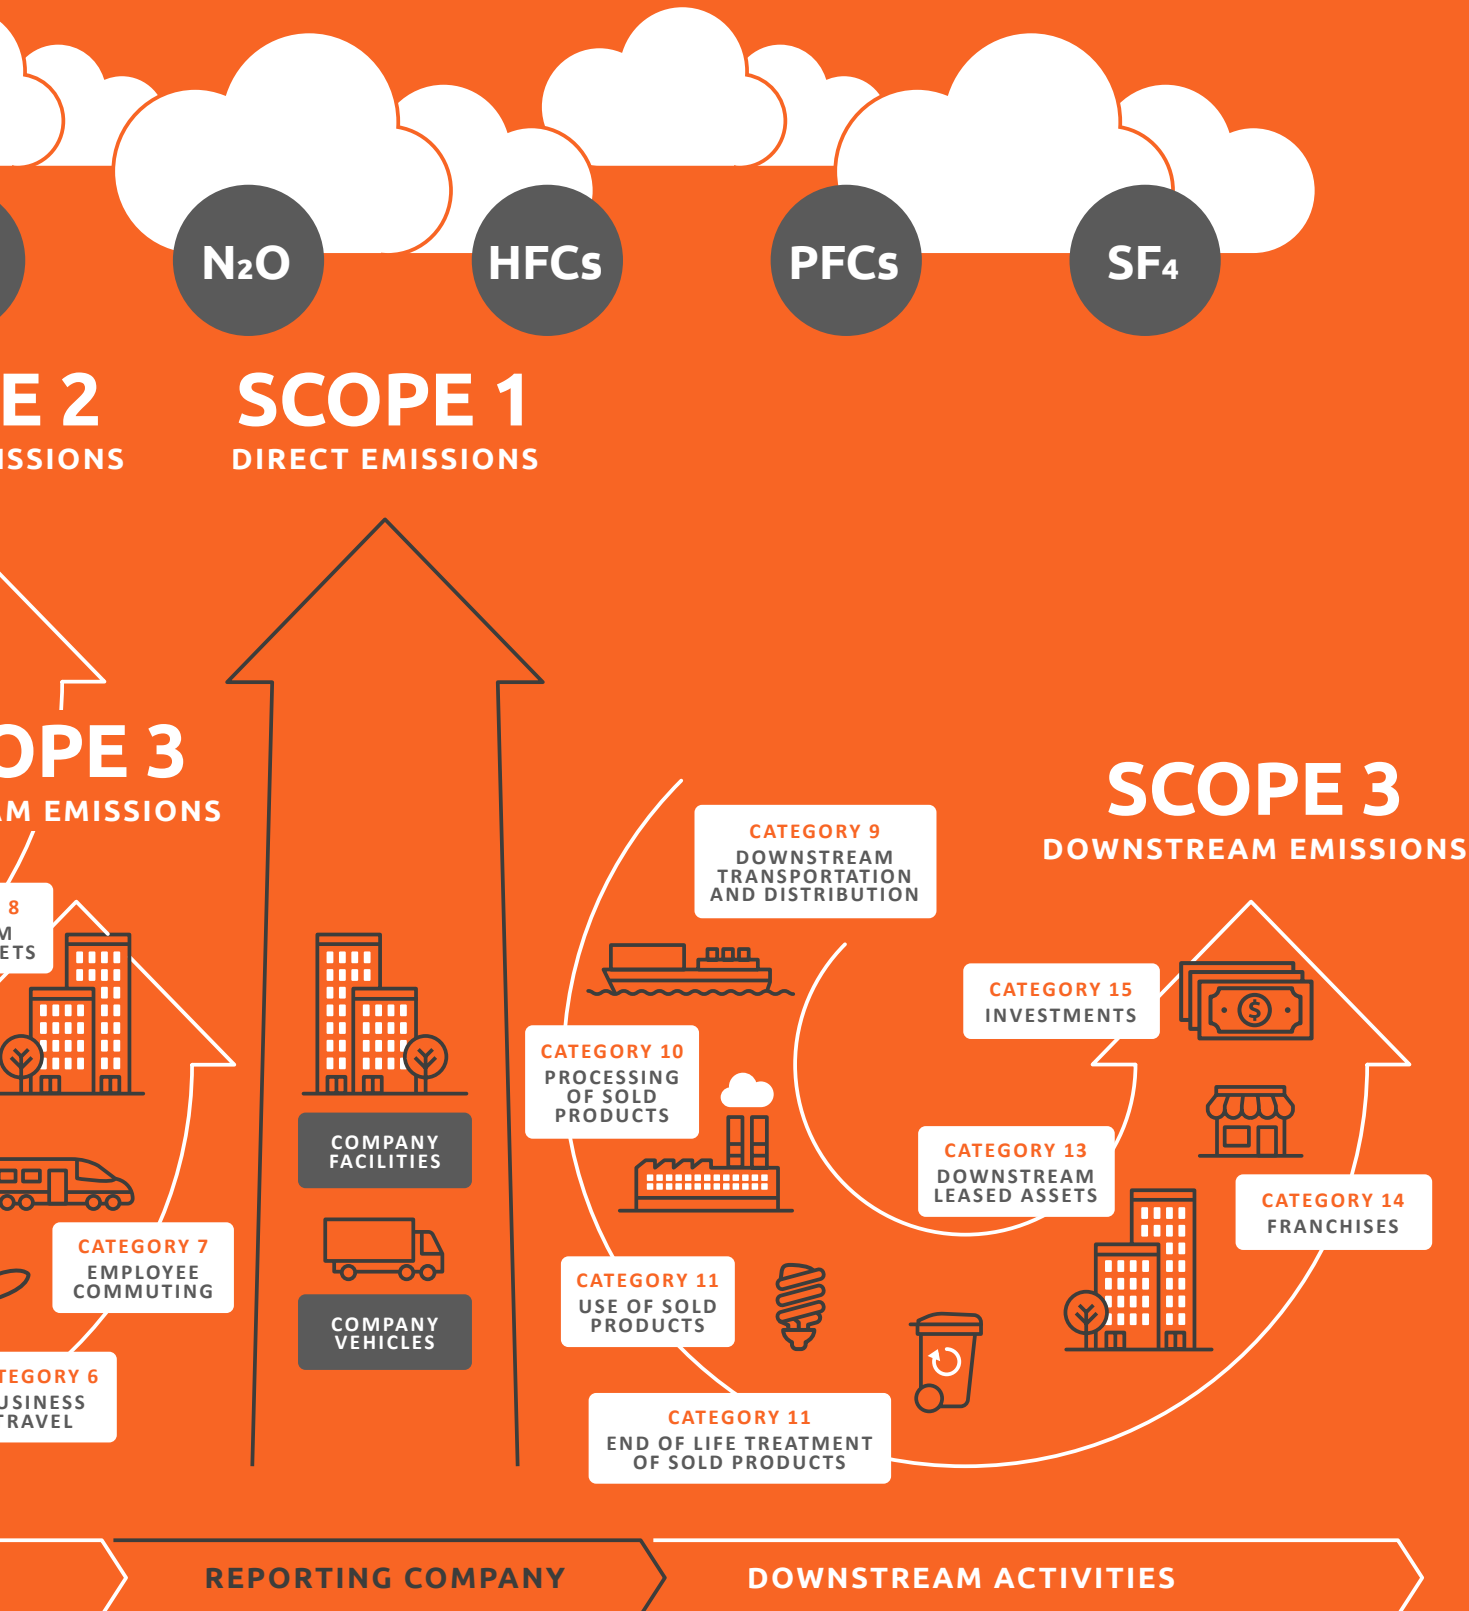 N₂O
HFCs
PFCs
SF₄
E 2
ISSIONS
SCOPE 1
DIRECT EMISSIONS
OPE 3
AM EMISSIONS
8
M
ETS
CATEGORY 7
EMPLOYEE
COMMUTING
TEGORY 6
USINESS
TRAVEL
COMPANY
FACILITIES
COMPANY
VEHICLES
CATEGORY 9
DOWNSTREAM
TRANSPORTATION
AND DISTRIBUTION
CATEGORY 10
PROCESSING
OF SOLD
PRODUCTS
CATEGORY 11
USE OF SOLD
PRODUCTS
CATEGORY 11
END OF LIFE TREATMENT
OF SOLD PRODUCTS
SCOPE 3
DOWNSTREAM EMISSIONS
CATEGORY 15
INVESTMENTS
$
CATEGORY 13
DOWNSTREAM
LEASED ASSETS
CATEGORY 14
FRANCHISES
REPORTING COMPANY
DOWNSTREAM ACTIVITIES